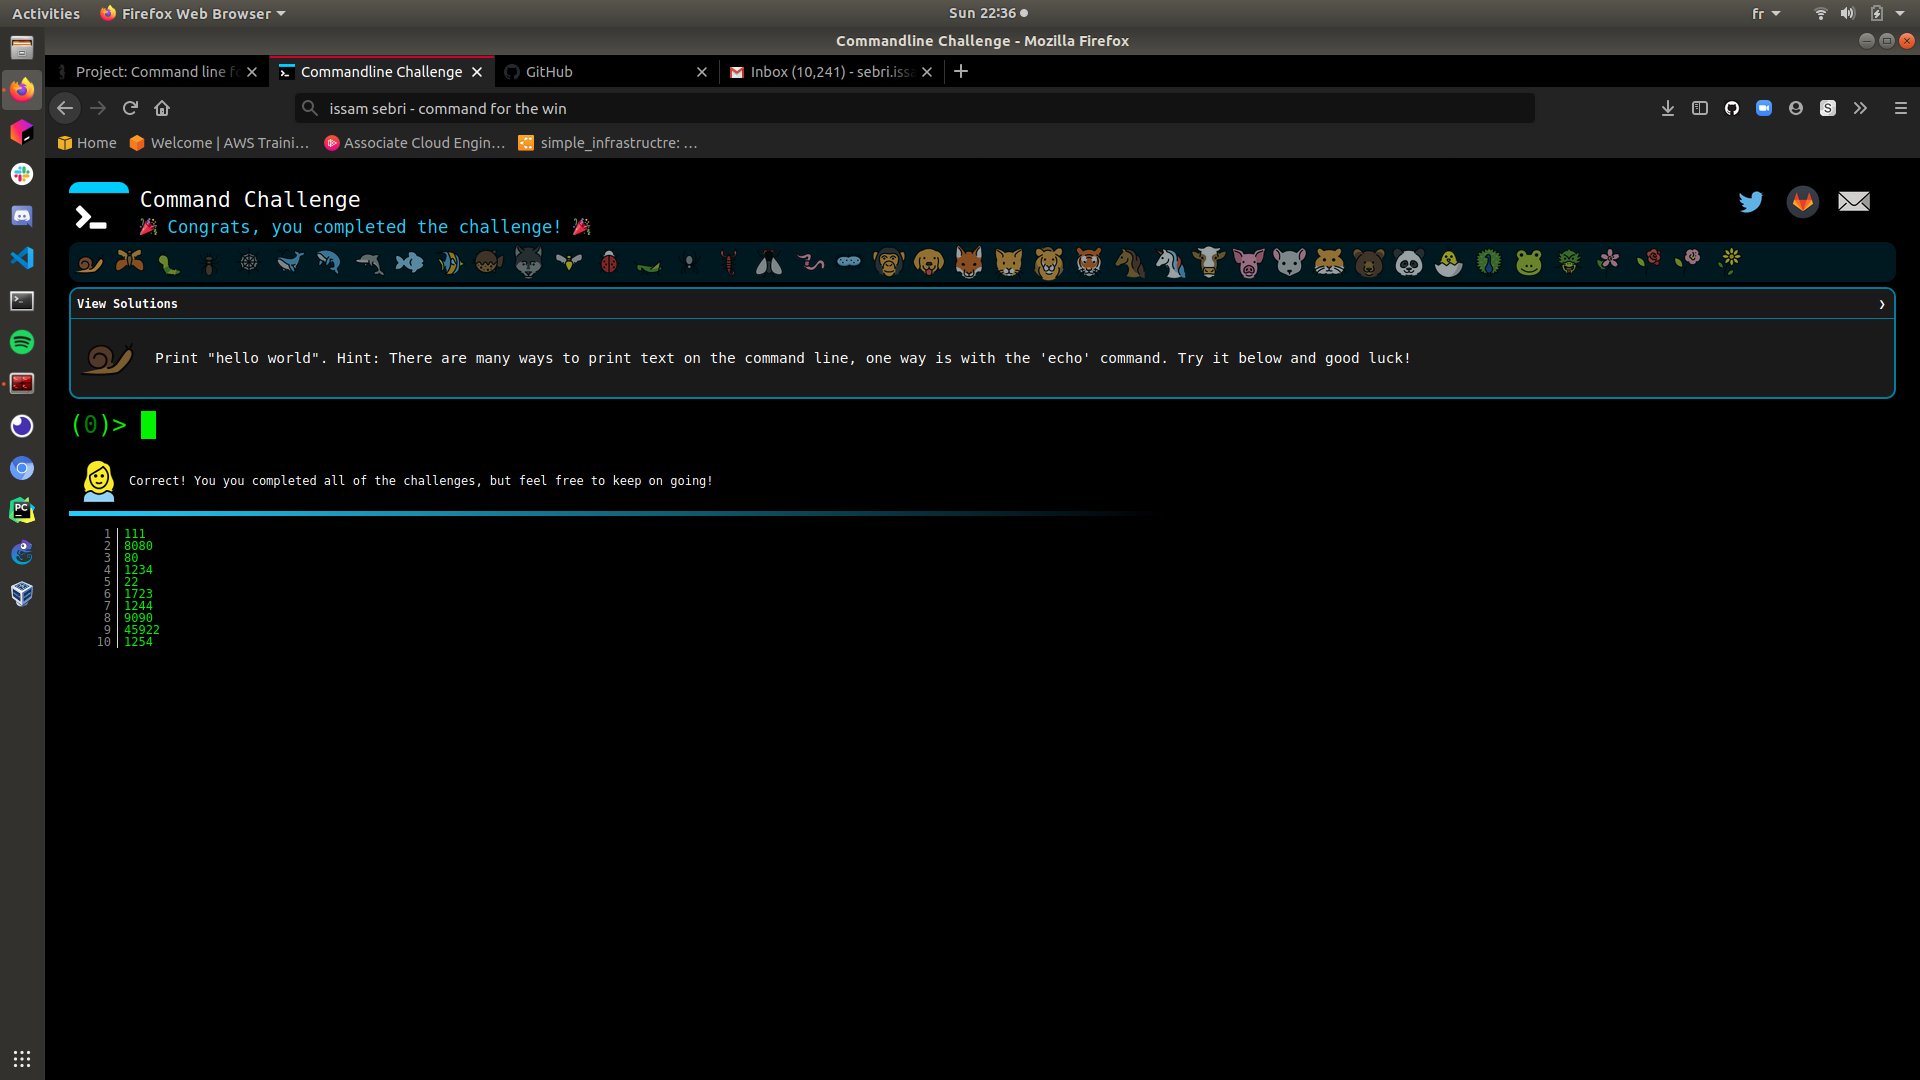 Activities
Firefox Web Browser
Sun 22:36
fr
Commandline Challenge - Mozilla Firefox
Project: Command line f
Commandline Challenge
GitHub
Inbox (10,241) - sebri.iss
issam sebri - command for the win
S
Home
Welcome | AWS Traini…
Associate Cloud Engin…
simple_infrastructre: …
Command Challenge
Congrats, you completed the challenge!
View Solutions
Print "hello world". Hint: There are many ways to print text on the command line, one way is with the 'echo' command. Try it below and good luck!
(0)>
Correct! You you completed all of the challenges, but feel free to keep on going!
1 111
2 8080
3 80
4 1234
5 22
6 1723
7 1244
8 9090
9 45922
10 1254
PC